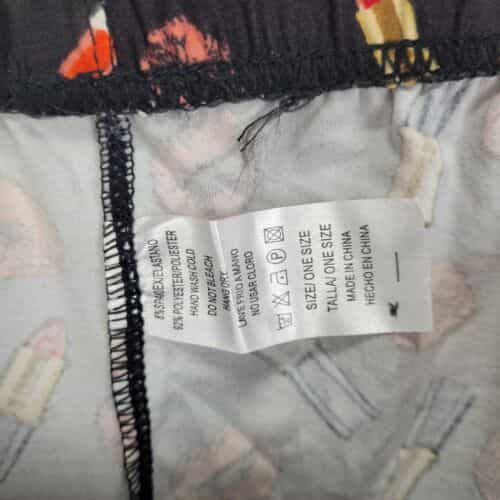 8% SPANDEX/ELASTANO
92% POLYESTER/POLIESTER
HAND WASH COLD
DO NOT BLEACH
HANG DRY
LAVE FRIO A MANO
NO USAR CLORO
SIZE/ ONE SIZE
TALLA/ ONE SIZE
MADE IN CHINA
HECHO EN CHINA